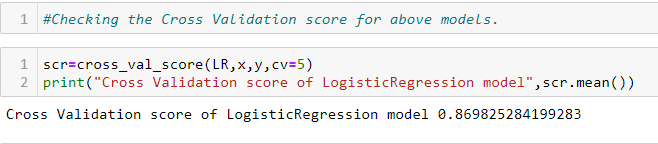 1 #Checking the Cross Validation score for above models.
1 scr=cross_val_score(LR,x,y,cv=5)
2 print("Cross Validation score of LogisticRegression model",scr.mean())
Cross Validation score of LogisticRegression model 0.869825284199283